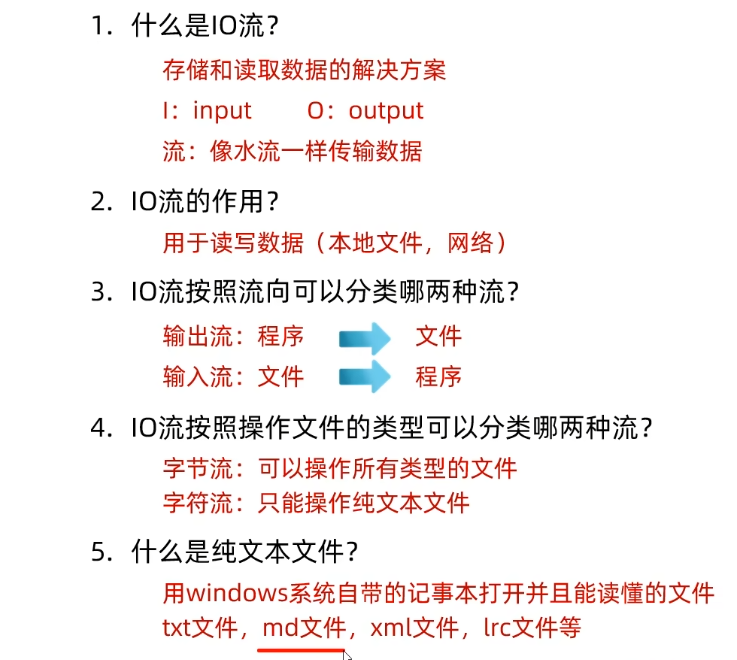 1. 什么是IO流？
存储和读取数据的解决方案
I：input O：output
流：像水流一样传输数据
2. IO流的作用？
用于读写数据（本地文件，网络）
3. IO流按照流向可以分类哪两种流？
输出流：程序 文件
输入流：文件 程序
4. IO流按照操作文件的类型可以分类哪两种流？
字节流：可以操作所有类型的文件
字符流：只能操作纯文本文件
5. 什么是纯文本文件？
用windows系统自带的记事本打开并且能读懂的文件
txt文件，md文件，xml文件，lrc文件等